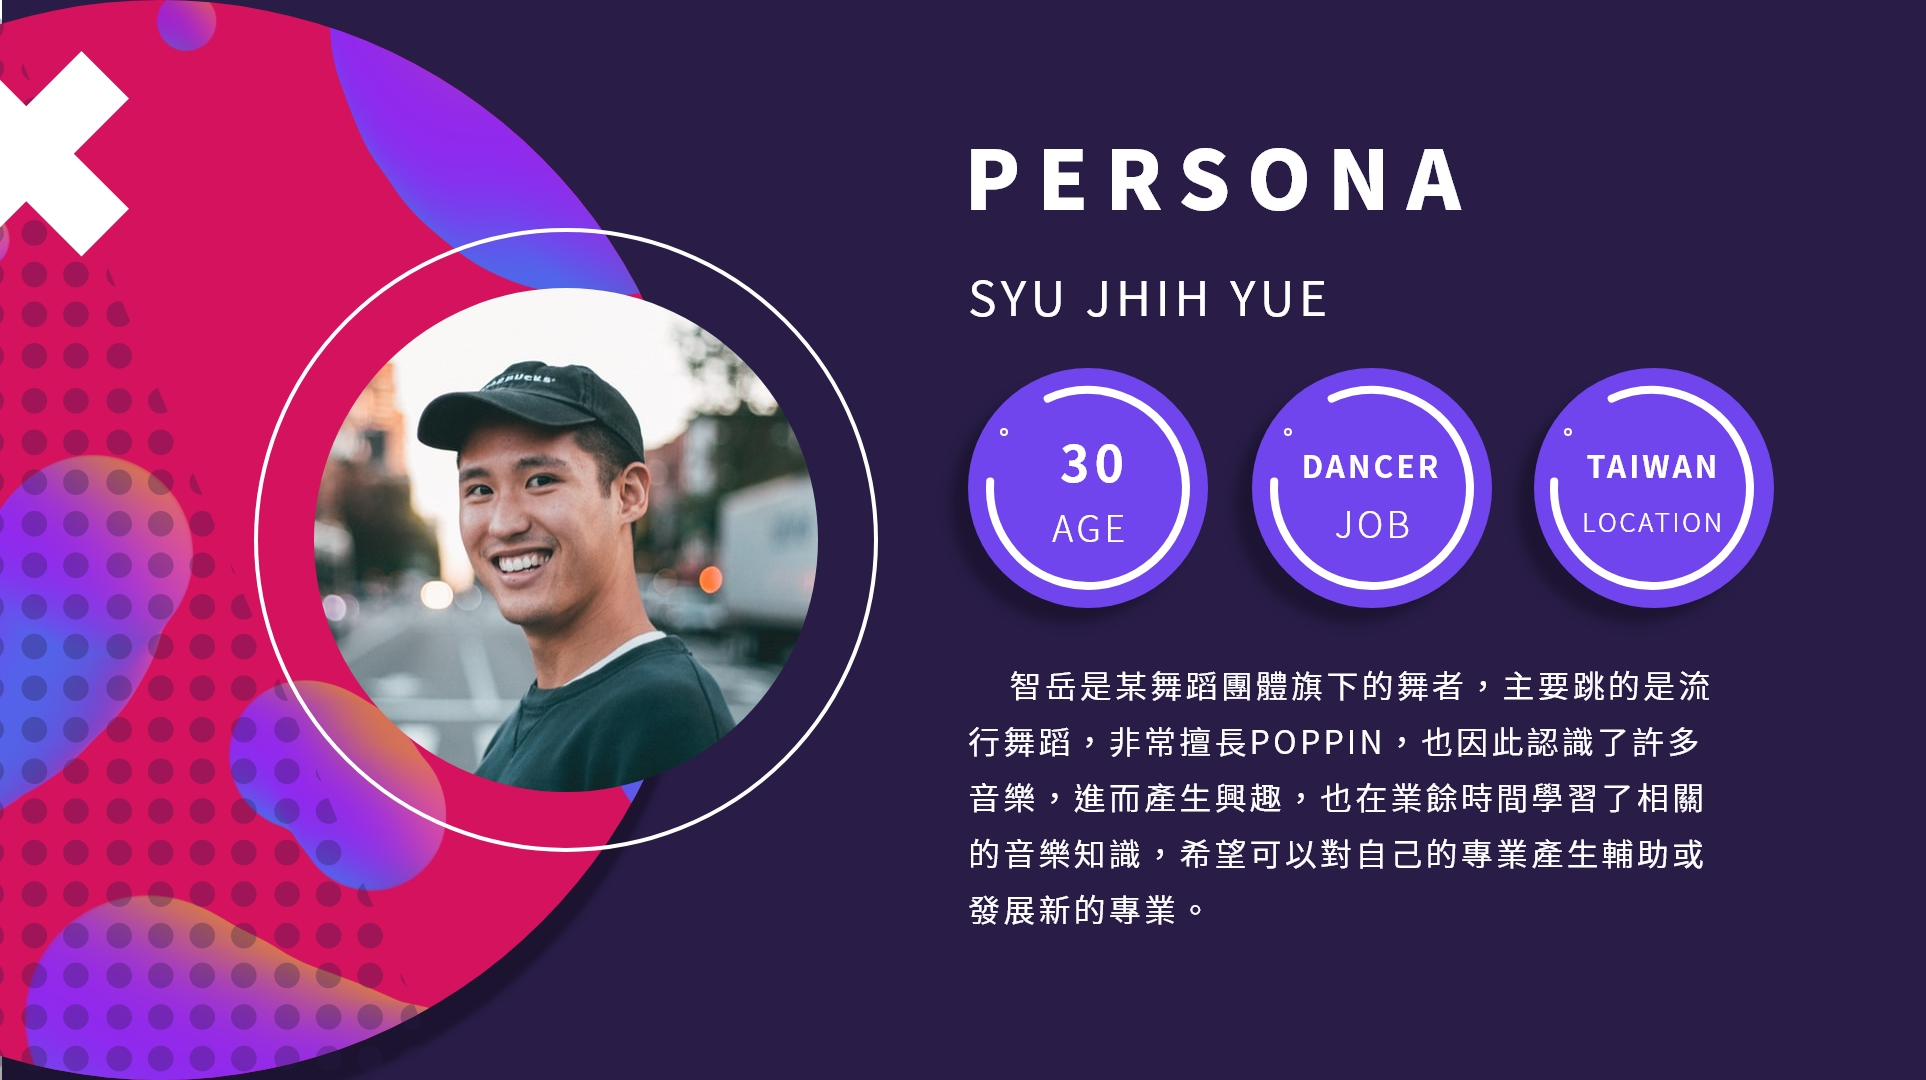 PERSONA
SYU JHIH YUE
30
AGE
DANCER
JOB
TAIWAN
LOCATION
智岳是某舞蹈團體旗下的舞者，主要跳的是流
行舞蹈，非常擅長POPPIN，也因此認識了許多
音樂，進而產生興趣，也在業餘時間學習了相關
的音樂知識，希望可以對自己的專業產生輔助或
發展新的專業。